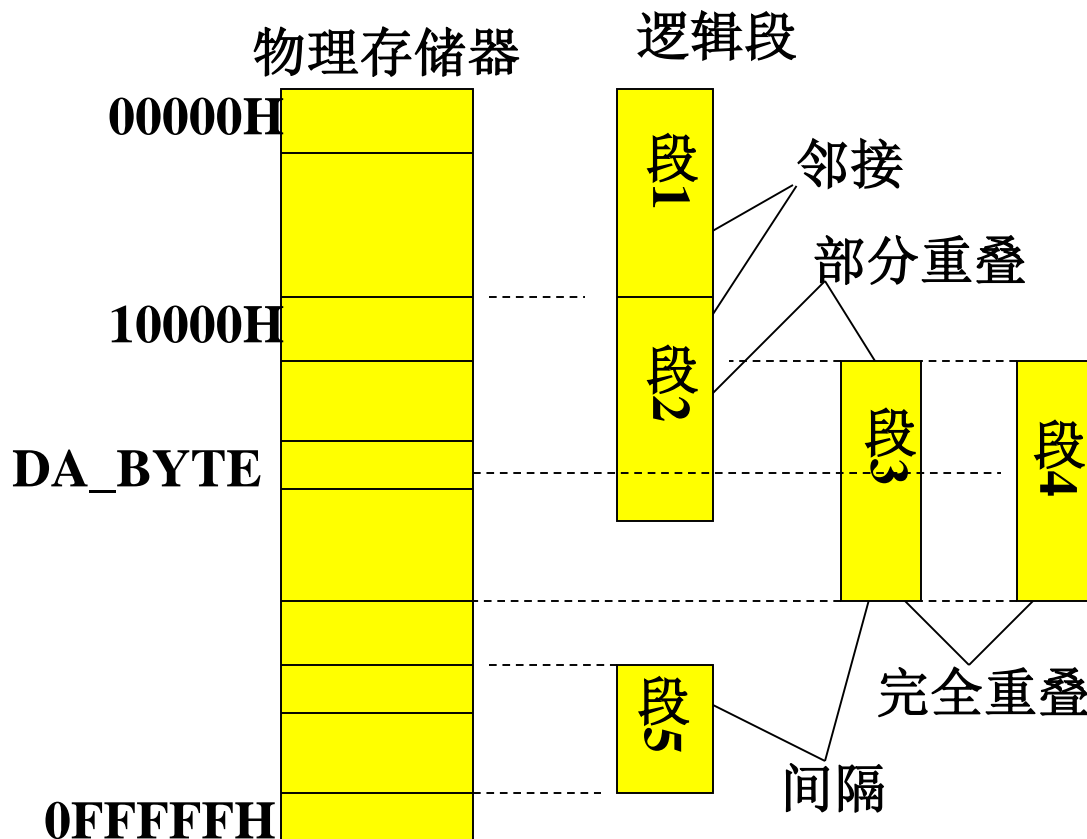 物理存储器
逻辑段
00000H
段1
邻接
部分重叠
10000H
段2
段3
段4
DA_BYTE
段5
完全重叠
间隔
0FFFFFH